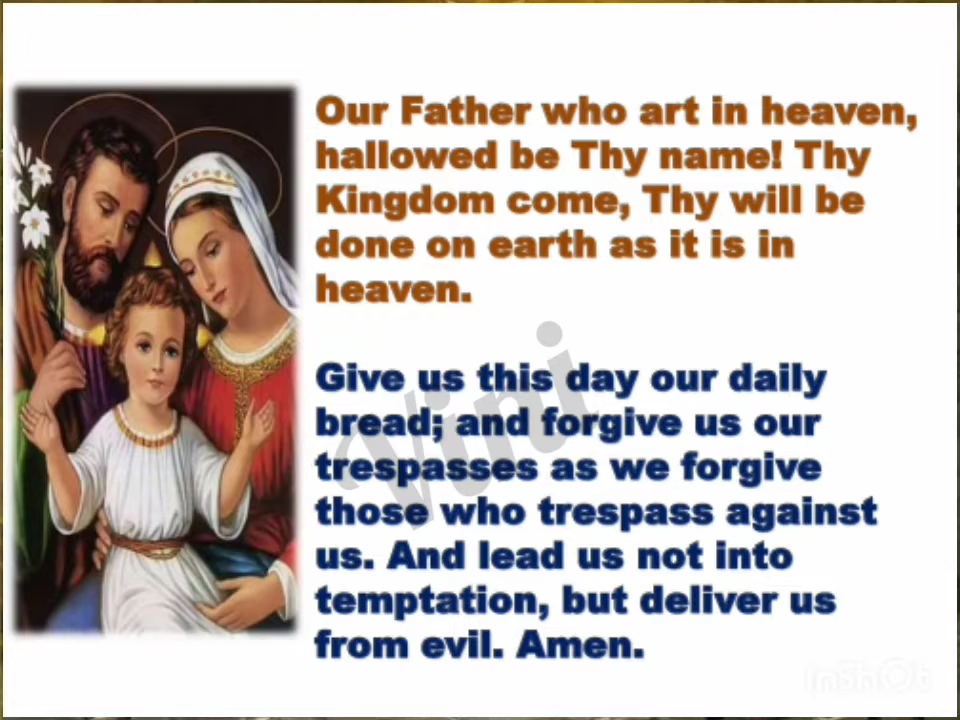 Our Father who art in heaven,
hallowed be Thy name! Thy
Kingdom come, Thy will be
done on earth as it is in
heaven.
Give us this day our daily
bread; and forgive us our
trespasses as we forgive
those who trespass against
us. And lead us not into
temptation, but deliver us
from evil. Amen.
Vini
InShOt